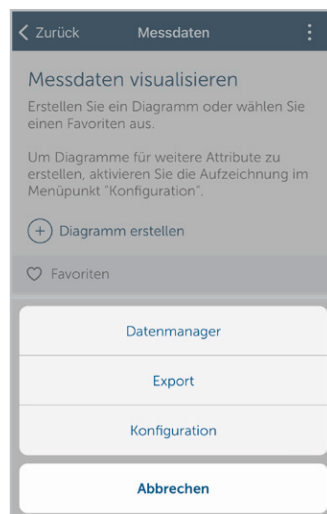 Zurück Messdaten
Messdaten visualisieren
Erstellen Sie ein Diagramm oder wählen Sie
einen Favoriten aus.
Um Diagramme für weitere Attribute zu
erstellen, aktivieren Sie die Aufzeichnung im
Menüpunkt "Konfiguration".
Diagramm erstellen
Favoriten
Datenmanager
Export
Konfiguration
Abbrechen